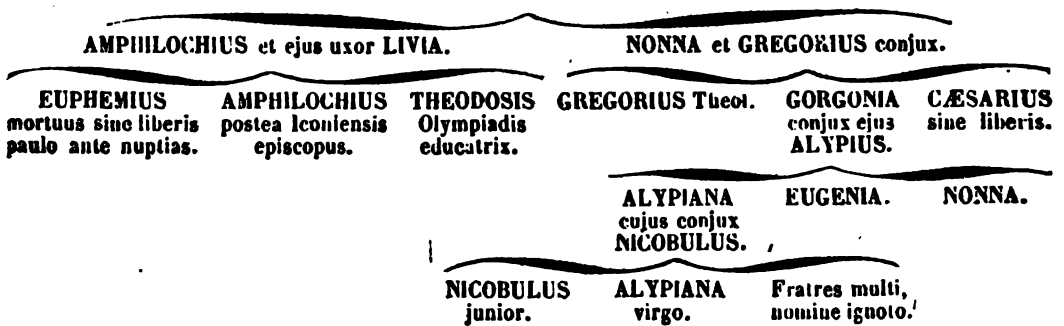 AMPHILOCHIUS et ejus uxor LIVIA.
NONNA et GREGORIUS conjux.
EUPHEMIUS
mortuus sine liberis
paulo ante nuptias.
AMPHILOCHIUS
postea Iconiensis
episcopus.
THEODOSIS
Olympiadis
educatrix.
GREGORIUS Theol.
GORGONIA
conjux ejus
ALYPIUS.
CÆSARIUS
sine liberis.
ALYPIANA
cujus conjux
NICOBULUS.
EUGENIA.
NONNA.
NICOBULUS
junior.
ALYPIANA
virgo.
Fratres multi,
nomine ignoto.